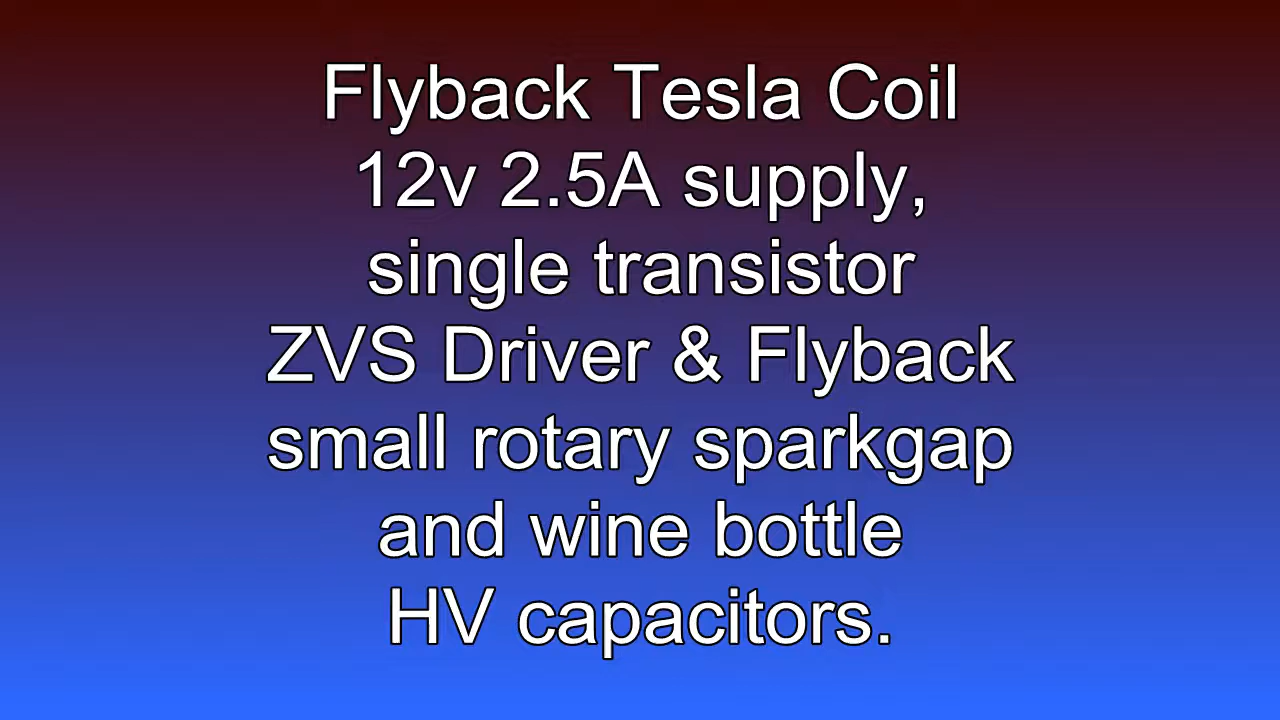 Flyback Tesla Coil
12v 2.5A supply,
single transistor
ZVS Driver & Flyback
small rotary sparkgap
and wine bottle
HV capacitors.